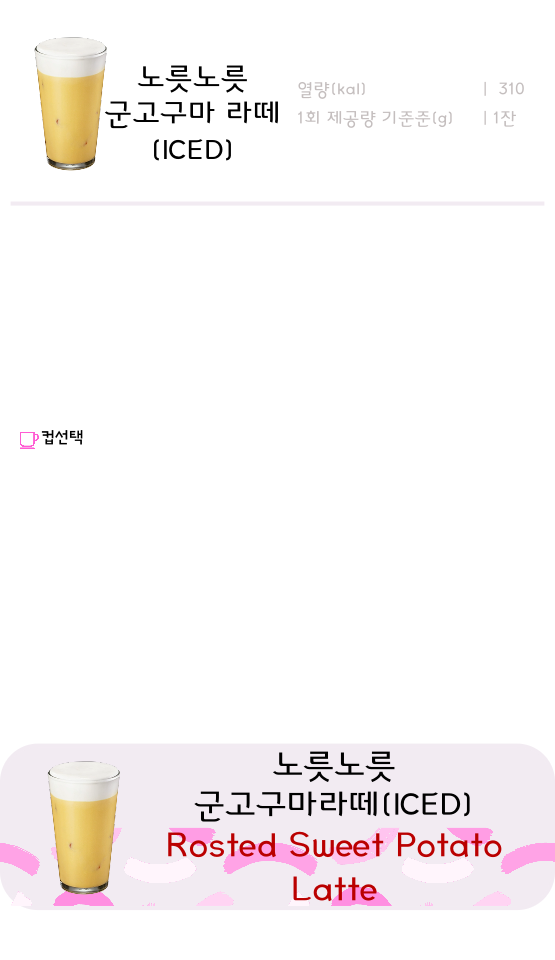 노릇노릇
군고구마 라떼
(ICED)
열량(kal) | 310
1회 제공량 기준준(g) | 1잔
컵선택
노릇노릇
군고구마라떼(ICED)
Rosted Sweet Potato
Latte